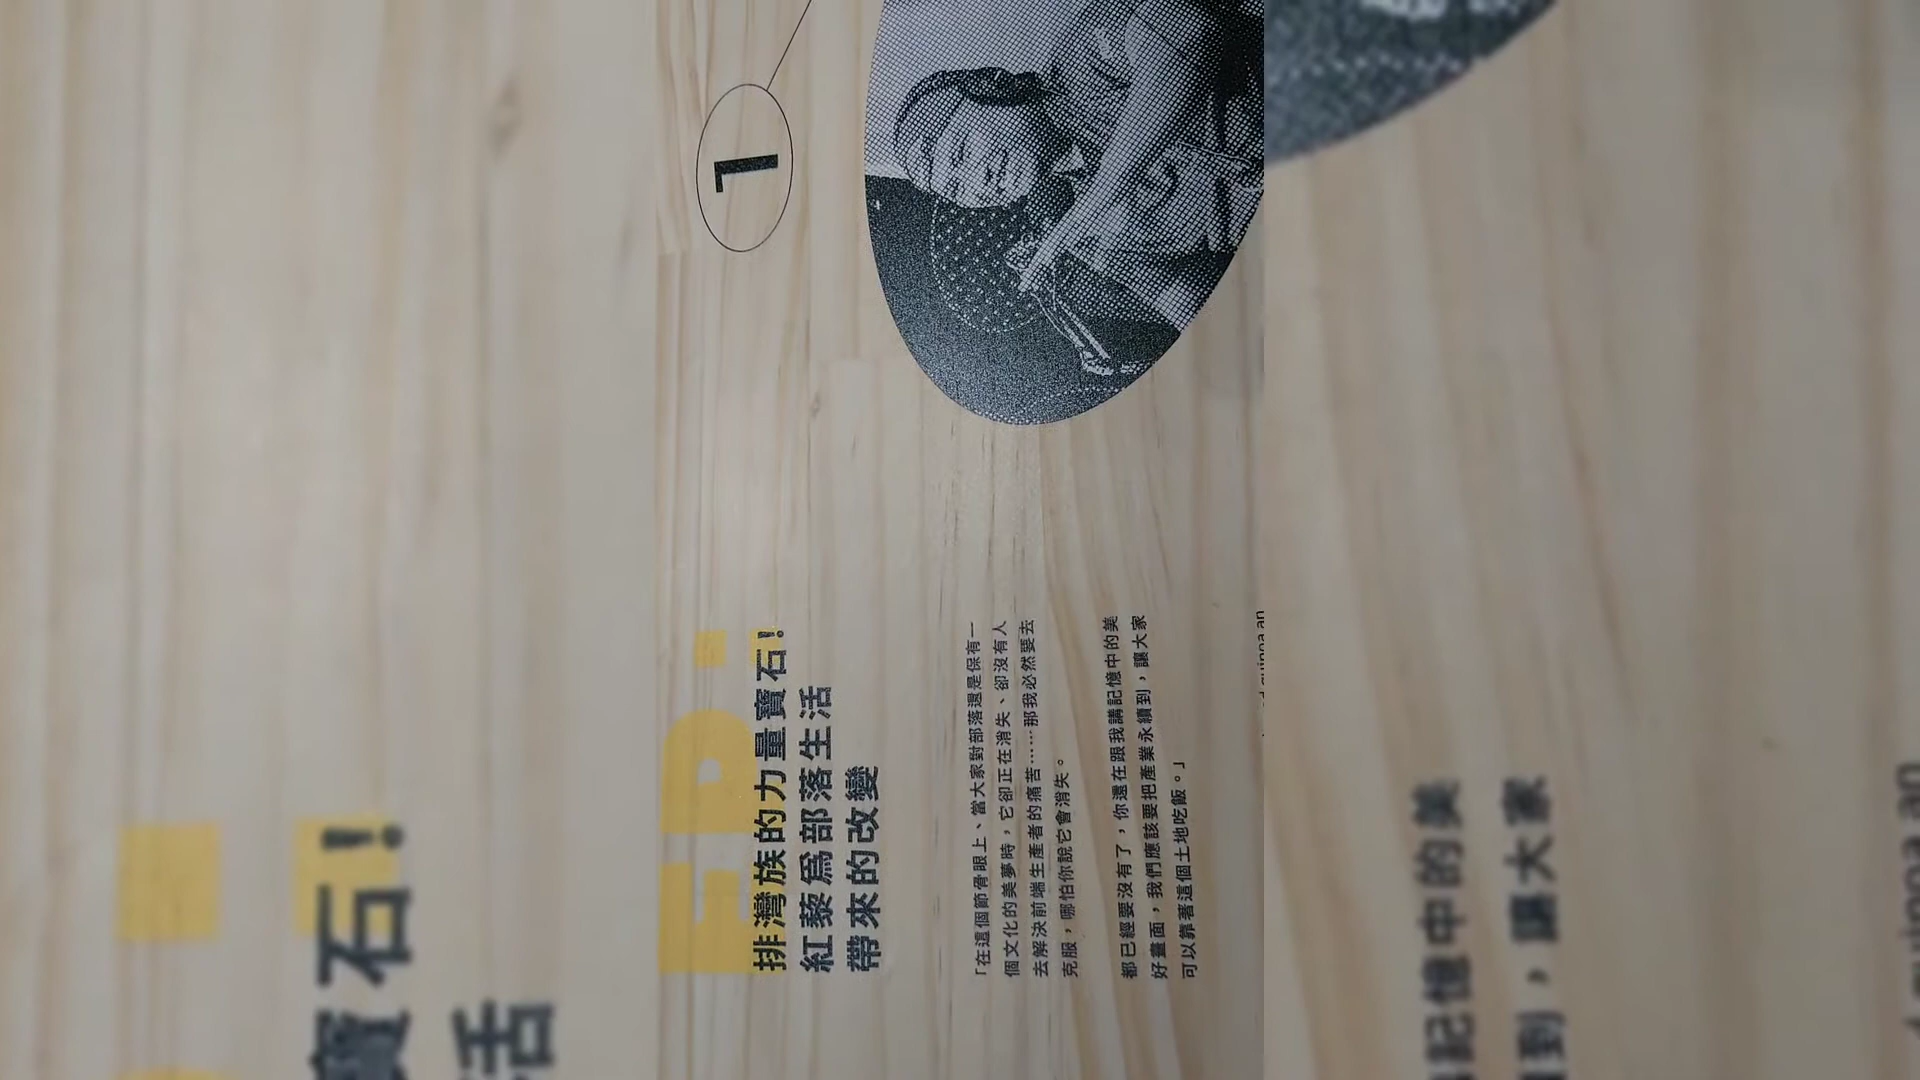 1
EP.
排灣族的力量寶石!
紅藜爲部落生活
帶來的改變
「在這個節骨眼上、當大家對部落還是保有一
個文化的美夢時，它卻正在消失、卻沒有人
去解決前端生產者的痛苦……那我必然要去
克服，哪怕你說它會消失。
都已經要沒有了，你還在跟我講記憶中的美
好畫面，我們應該要把產業永續到，讓大家
可以靠著這個土地吃飯。」
d quinoa an